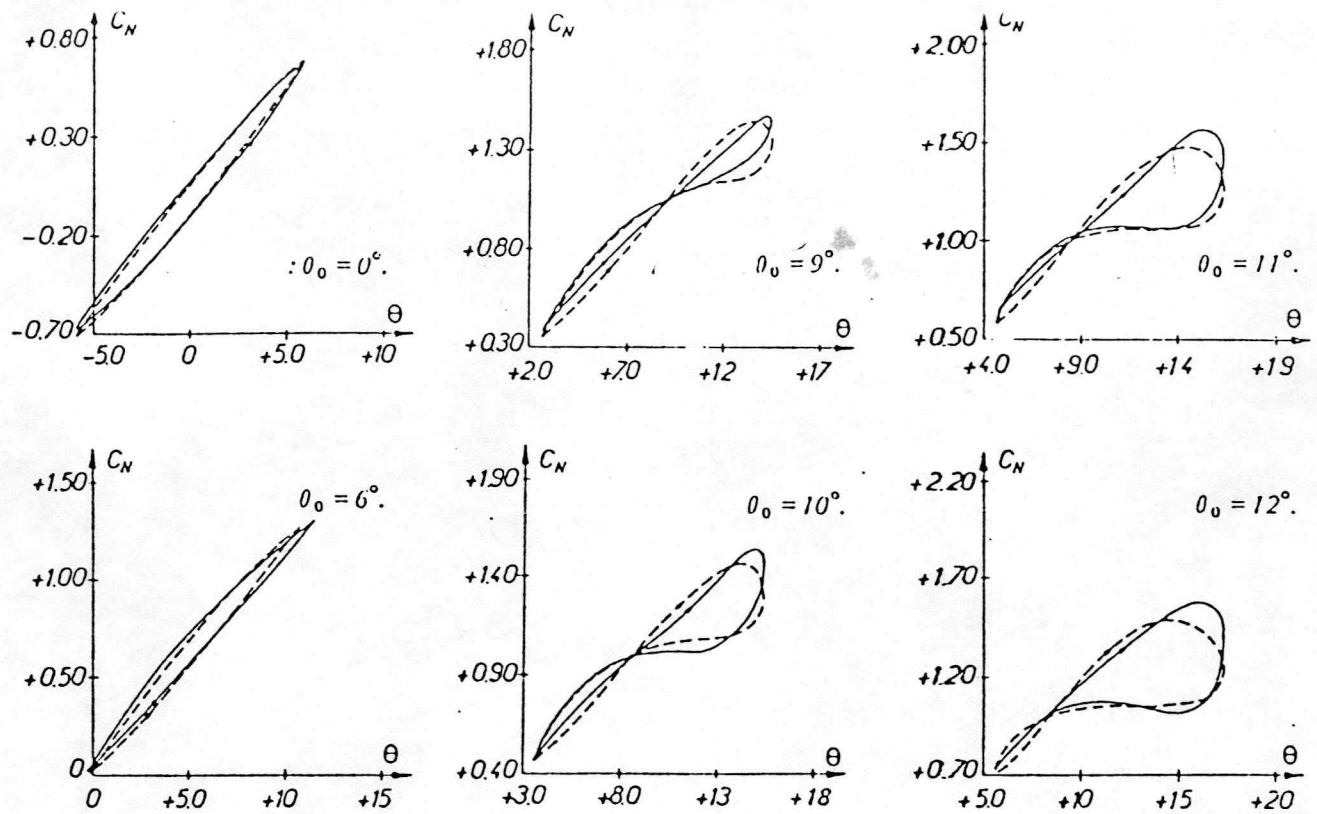 C_N
+0.80
+0.30
-0.20
-0.70
-5.0 0 +5.0 +10
θ
: θ₀ = 0°.
C_N
+1.80
+1.30
+0.80
+0.30
+2.0 +7.0 +12 +17
θ₀ = 9°.
C_N
+2.00
+1.50
+1.00
+0.50
+4.0 +9.0 +14 +19
θ
θ₀ = 11°.
C_N
+1.50
+1.00
+0.50
0
0 +5.0 +10 +15
θ
θ₀ = 6°.
C_N
+1.90
+1.40
+0.90
+0.40
+3.0 +8.0 +13 +18
θ
θ₀ = 10°.
C_N
+2.20
+1.70
+1.20
+0.70
+5.0 +10 +15 +20
θ
θ₀ = 12°.